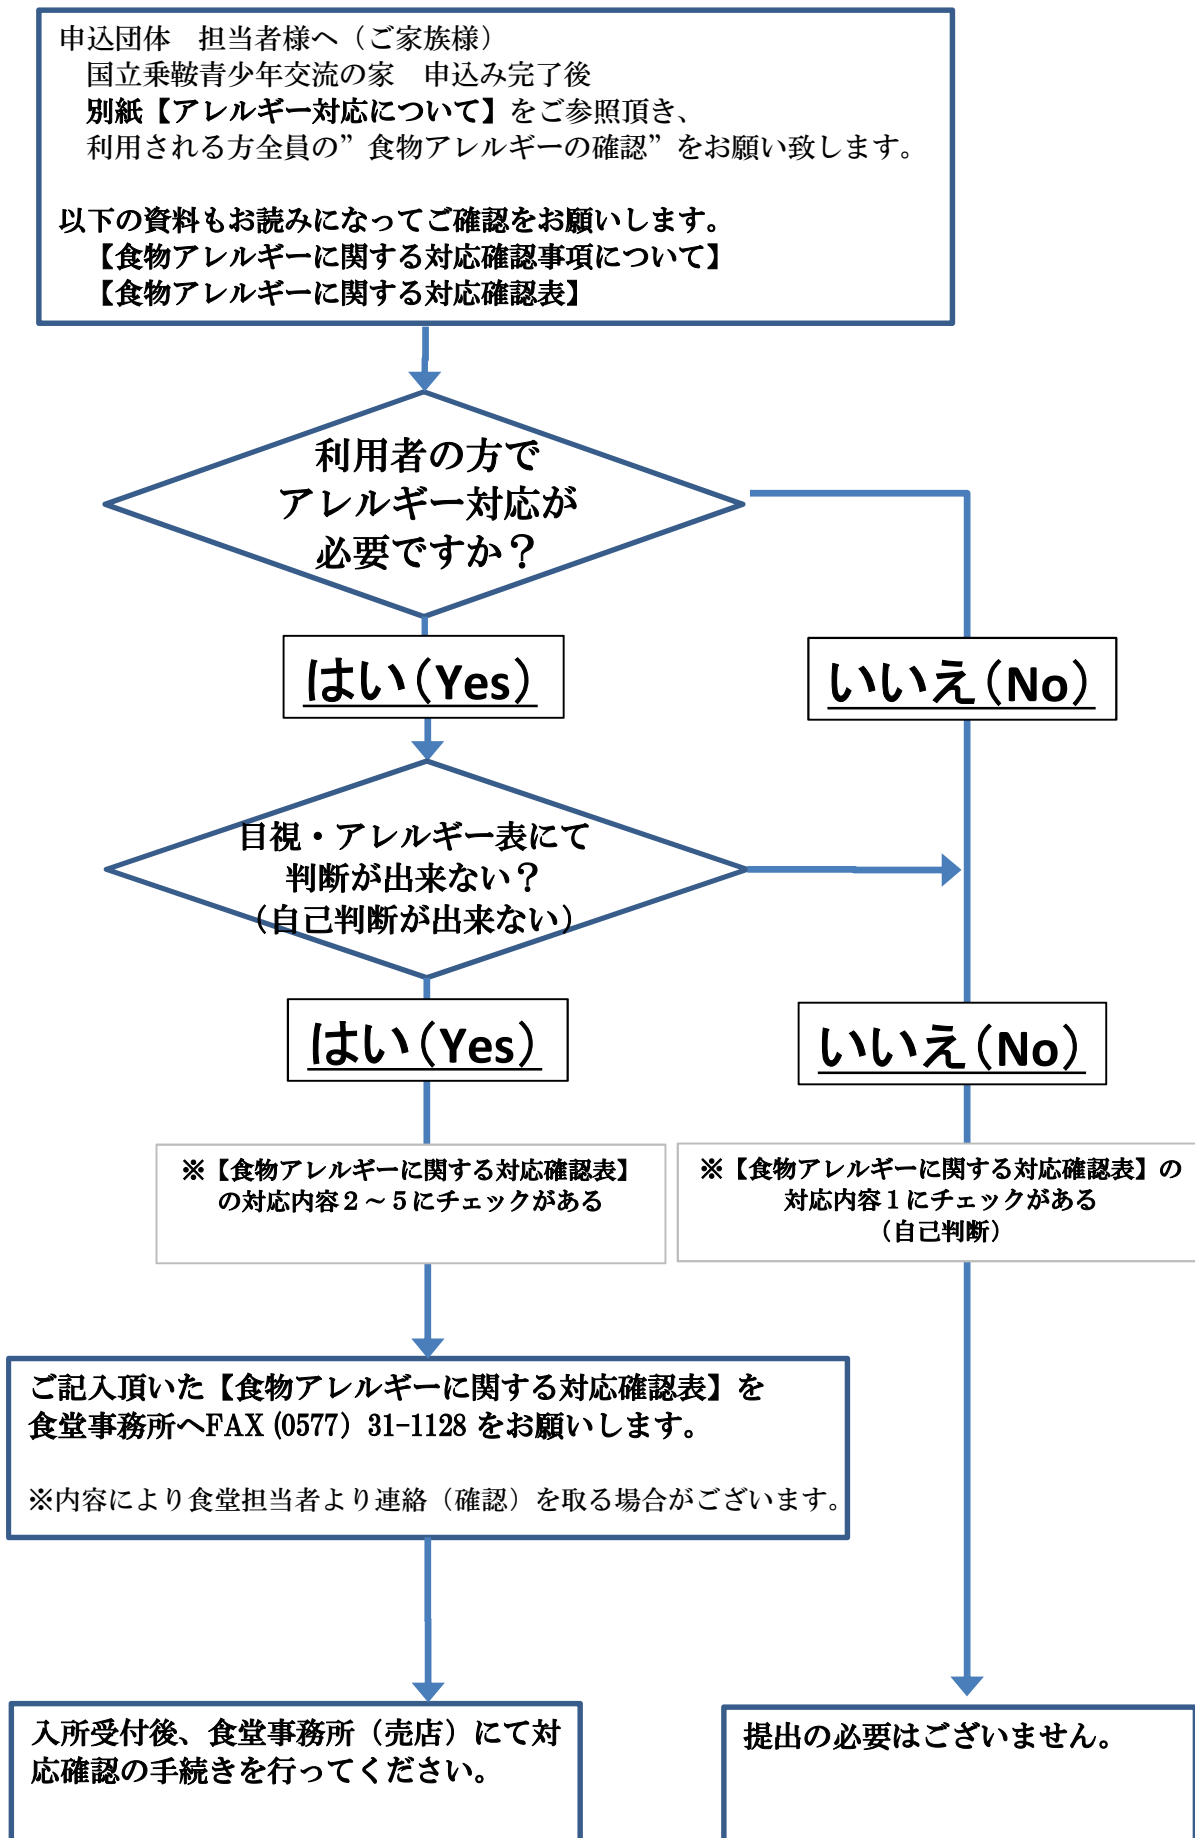 申込団体　担当者様へ（ご家族様）
国立乗鞍青少年交流の家　申込み完了後
別紙【アレルギー対応について】をご参照頂き、
利用される方全員の”食物アレルギーの確認”をお願い致します。
以下の資料もお読みになってご確認をお願いします。
【食物アレルギーに関する対応確認事項について】
【食物アレルギーに関する対応確認表】
利用者の方で
アレルギー対応が
必要ですか？
はい（Yes）
いいえ（No）
目視・アレルギー表にて
判断が出来ない？
（自己判断が出来ない）
はい（Yes）
いいえ（No）
※【食物アレルギーに関する対応確認表】
の対応内容２～５にチェックがある
※【食物アレルギーに関する対応確認表】の
対応内容１にチェックがある
（自己判断）
ご記入頂いた【食物アレルギーに関する対応確認表】を
食堂事務所へFAX (0577）31-1128 をお願いします。
※内容により食堂担当者より連絡（確認）を取る場合がございます。
入所受付後、食堂事務所（売店）にて対
応確認の手続きを行ってください。
提出の必要はございません。